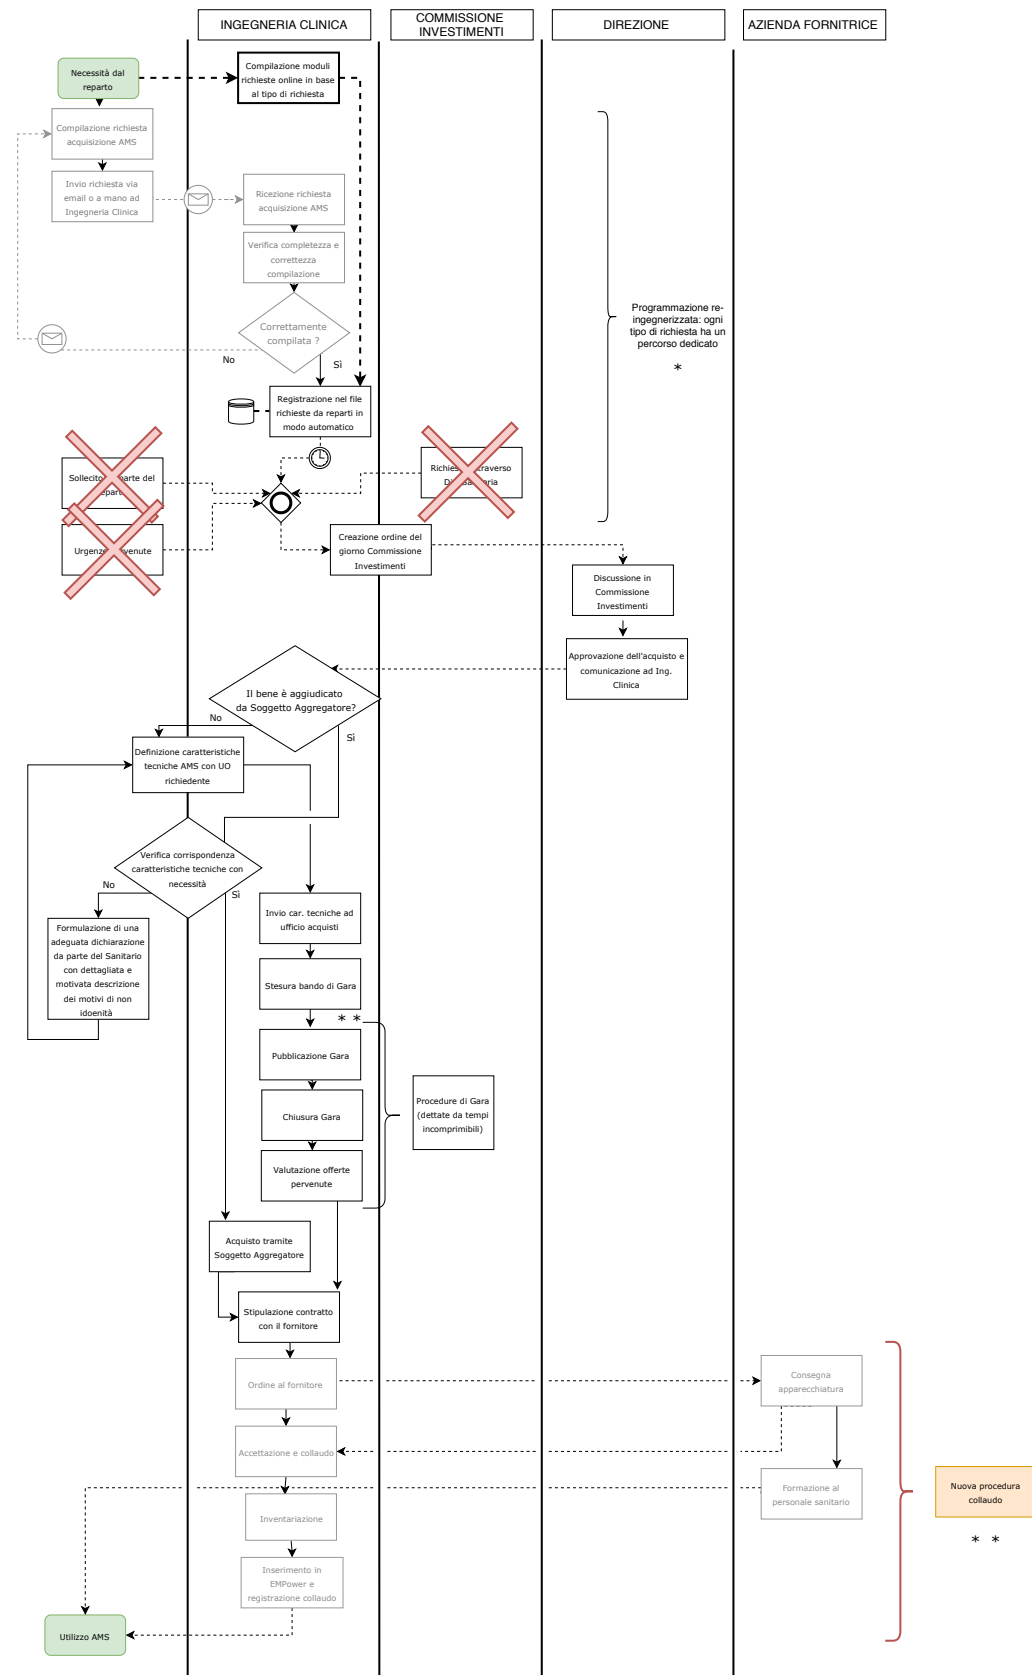 INGEGNERIA CLINICA
COMMISSIONE
INVESTIMENTI
DIREZIONE
AZIENDA FORNITRICE
Necessità dal
reparto
Compilazione moduli
richieste online in base
al tipo di richiesta
Compilazione richiesta
acquisizione AMS
Invio richiesta via
email o a mano ad
Ingegneria Clinica
Ricezione richiesta
acquisizione AMS
Verifica completezza e
correttezza
compilazione
Correttamente
compilata ?
No
Sì
Programmazione re-
ingegnerizzata: ogni
tipo di richiesta ha un
percorso dedicato
*
Registrazione nel file
richieste da reparti in
modo automatico
Sollecito parte del
Urgenze
Creazione ordine del
giorno Commissione
Investimenti
Discussione in
Commissione
Investimenti
Approvazione dell'acquisto e
comunicazione ad Ing.
Clinica
Il bene è aggiudicato
da Soggetto Aggregatore?
No
Sì
Definizione caratteristiche
tecniche AMS con UO
richiedente
Verifica corrispondenza
caratteristiche tecniche con
necessità
No
Sì
Formulazione di una
adeguata dichiarazione
da parte del Sanitario
con dettagliata e
motivata descrizione
dei motivi di non
idoenità
Invio car. tecniche ad
ufficio acquisti
Stesura bando di Gara
* *
Pubblicazione Gara
Chiusura Gara
Valutazione offerte
pervenute
Procedure di Gara
(dettate da tempi
incomprimibili)
Acquisto tramite
Soggetto Aggregatore
Stipulazione contratto
con il fornitore
Ordine al fornitore
Consegna
apparecchiatura
Accettazione e collaudo
Formazione al
personale sanitario
Inventariazione
Inserimento in
EMPower e
registrazione collaudo
Nuova procedura
collaudo
* *
Utilizzo AMS